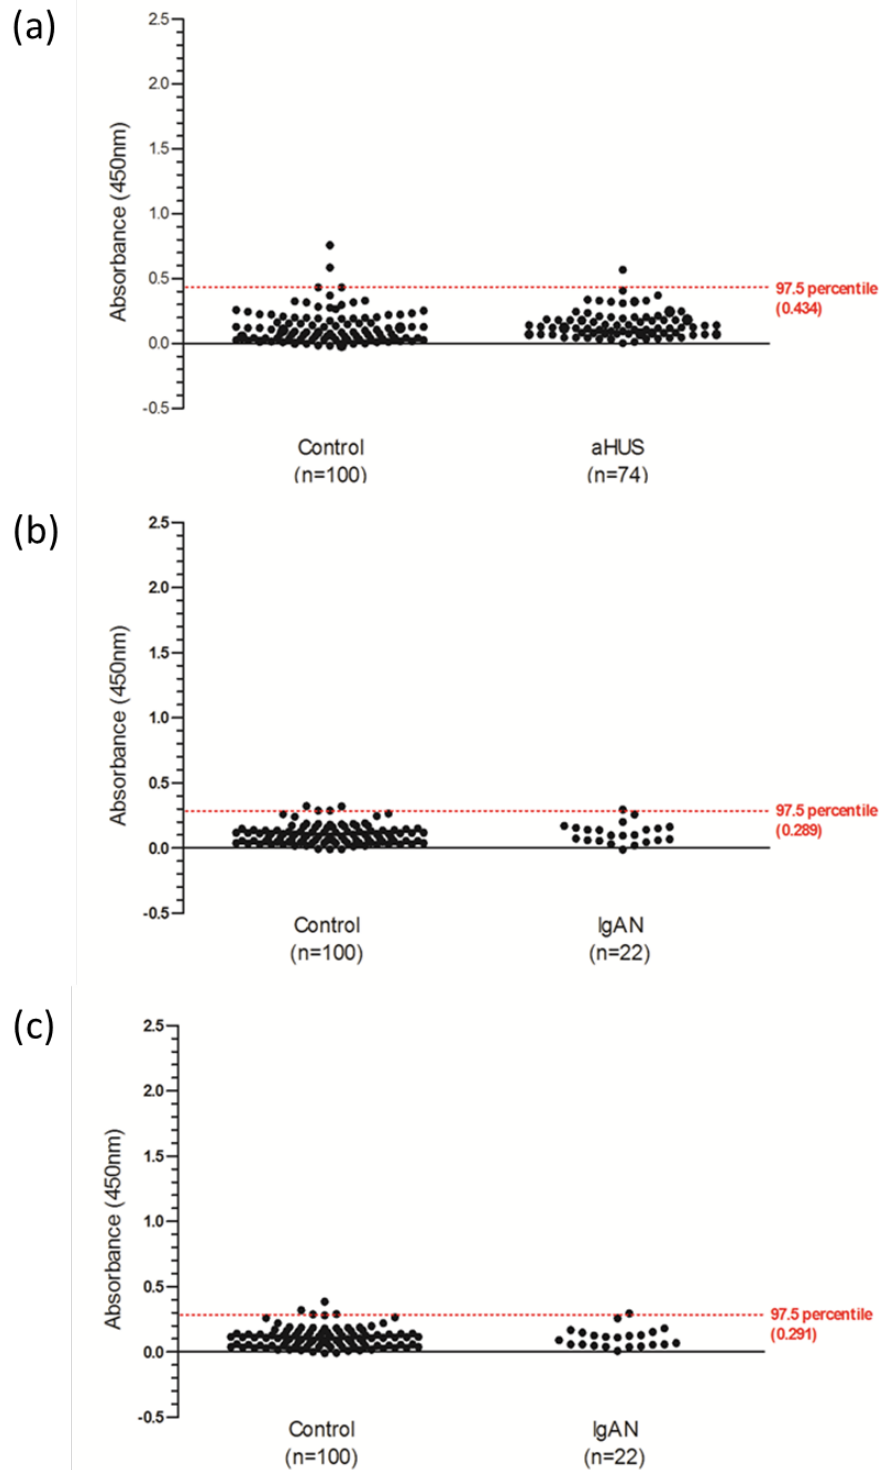 (a)
2.5
2.0
1.5
1.0
0.5
0.0
-0.5
Absorbance (450nm)
97.5 percentile
(0.434)
Control
(n=100)
aHUS
(n=74)
(b)
2.5
2.0
1.5
1.0
0.5
0.0
-0.5
Absorbance (450nm)
97.5 percentile
(0.289)
Control
(n=100)
IgAN
(n=22)
(c)
2.5
2.0
1.5
1.0
0.5
0.0
-0.5
Absorbance (450nm)
97.5 percentile
(0.291)
Control
(n=100)
IgAN
(n=22)